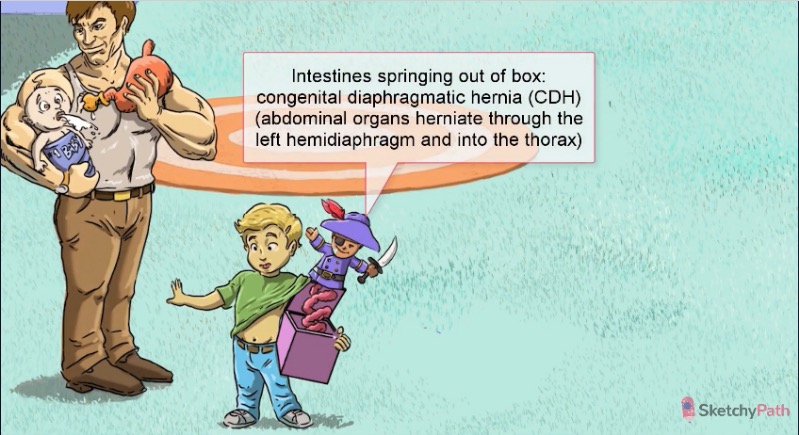 Intestines springing out of box:
congenital diaphragmatic hernia (CDH)
(abdominal organs herniate through the
left hemidiaphragm and into the thorax)
SketchyPath